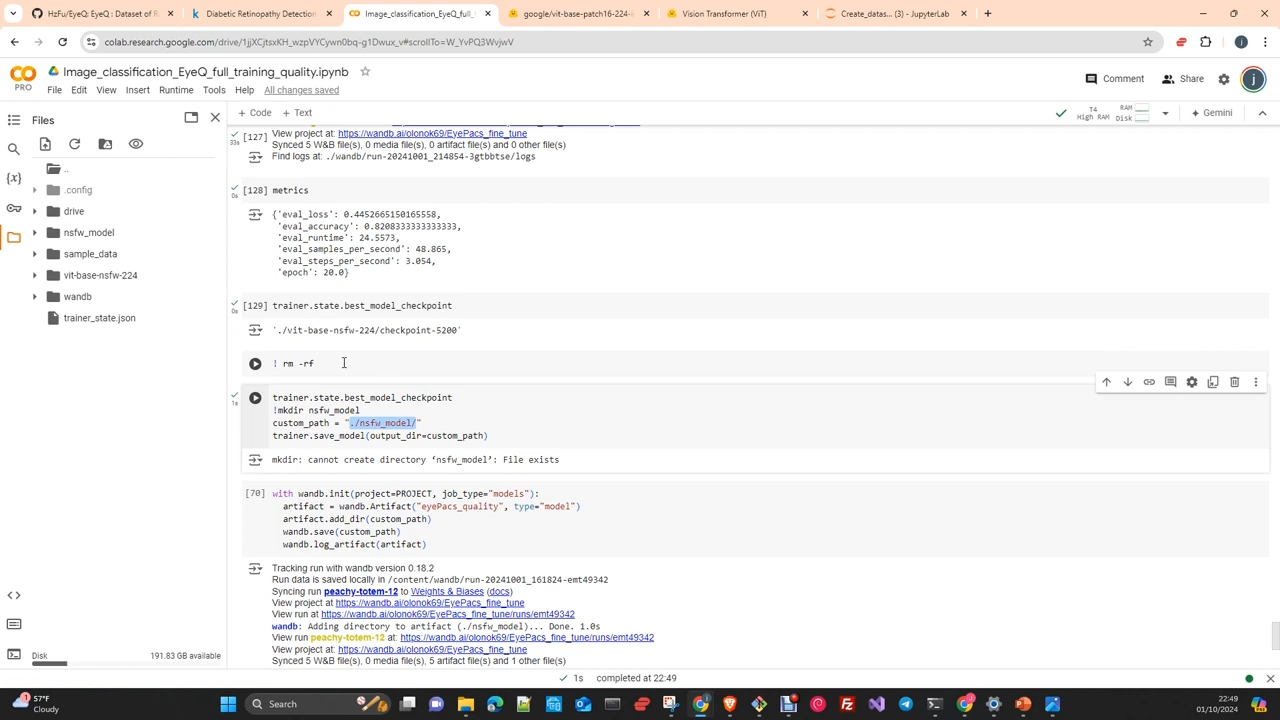 HzFu/EyeQ : EyeQ : Dataset of R
Diabetic Retinopathy Detection
Image_classification_EyeQ_full_
google/vit-base-patch16-224-i
Vision Transformer (ViT)
Create_datas... (3) - JupyterLab
colab.research.google.com/drive/1jjXCjtsxKH_wzpVYCywn0bq-g1Dwux_v#scrollTo=W_YvPQ3WvjwV
Image_classification_EyeQ_full_training_quality.ipynb
File Edit View Insert Runtime Tools Help All changes saved
PRO
Comment
Share
j
Files
+ Code + Text
T4
High RAM
RAM
Disk
Gemini
..
.config
drive
nsfw_model
sample_data
vit-base-nsfw-224
wandb
trainer_state.json
[127]
33s
View project at https://wandb.ai/olonok69/EyePacs_fine_tune
Synced 5 W&B file(s), 0 media file(s), 0 artifact file(s) and 0 other file(s)
Find logs at: ./wandb/run-20241001_214854-3gtbbtse/logs
[128] metrics
0s
{'eval_loss': 0.4452665150165558,
'eval_accuracy': 0.8208333333333333,
'eval_runtime': 24.5573,
'eval_samples_per_second': 48.865,
'eval_steps_per_second': 3.054,
'epoch': 20.0}
[129] trainer.state.best_model_checkpoint
0s
'./vit-base-nsfw-224/checkpoint-5200'
! rm -rf
trainer.state.best_model_checkpoint
1s
!mkdir nsfw_model
custom_path = "./nsfw_model/"
trainer.save_model(output_dir=custom_path)
mkdir: cannot create directory ‘nsfw_model’: File exists
[70] with wandb.init(project=PROJECT, job_type="models"):
artifact = wandb.Artifact("eyePacs_quality", type="model")
artifact.add_dir(custom_path)
wandb.save(custom_path)
wandb.log_artifact(artifact)
Tracking run with wandb version 0.18.2
Run data is saved locally in /content/wandb/run-20241001_161824-emt49342
Syncing run peachy-totem-12 to Weights & Biases (docs)
View project at https://wandb.ai/olonok69/EyePacs_fine_tune
View run at https://wandb.ai/olonok69/EyePacs_fine_tune/runs/emt49342
wandb: Adding directory to artifact (./nsfw_model)... Done. 1.0s
View run peachy-totem-12 at: https://wandb.ai/olonok69/EyePacs_fine_tune/runs/emt49342
View project at: https://wandb.ai/olonok69/EyePacs_fine_tune
Synced 5 W&B file(s), 0 media file(s), 5 artifact file(s) and 1 other file(s)
Disk
191.83 GB available
1s completed at 22:49
57°F
Cloudy
Search
22:49
01/10/2024